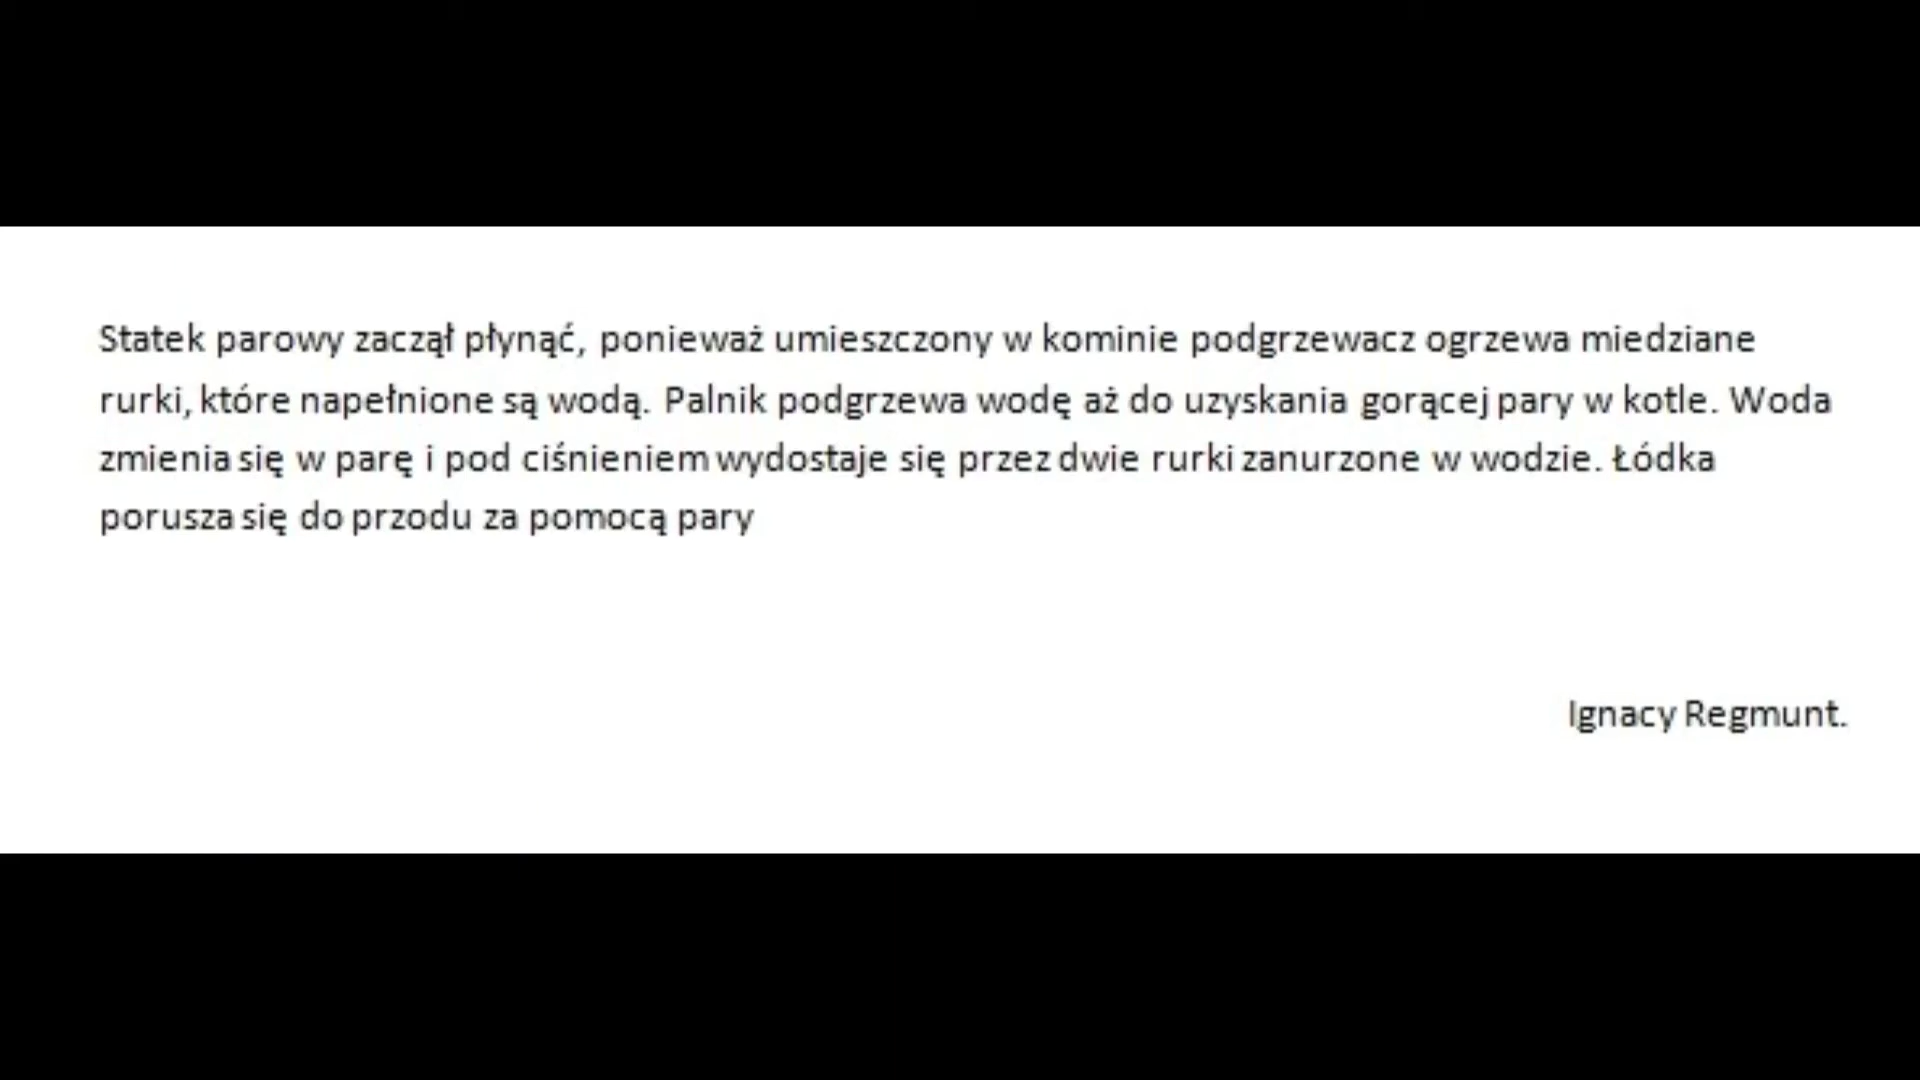 Statek parowy zaczął płynąć, ponieważ umieszczony w kominie podgrzewacz ogrzewa miedziane
rurki, które napełnione są wodą. Palnik podgrzewa wodę aż do uzyskania gorącej pary w kotle. Woda
zmienia się w parę i pod ciśnieniem wydostaje się przez dwie rurki zanurzone w wodzie. Łódka
porusza się do przodu za pomocą pary
Ignacy Regmunt.